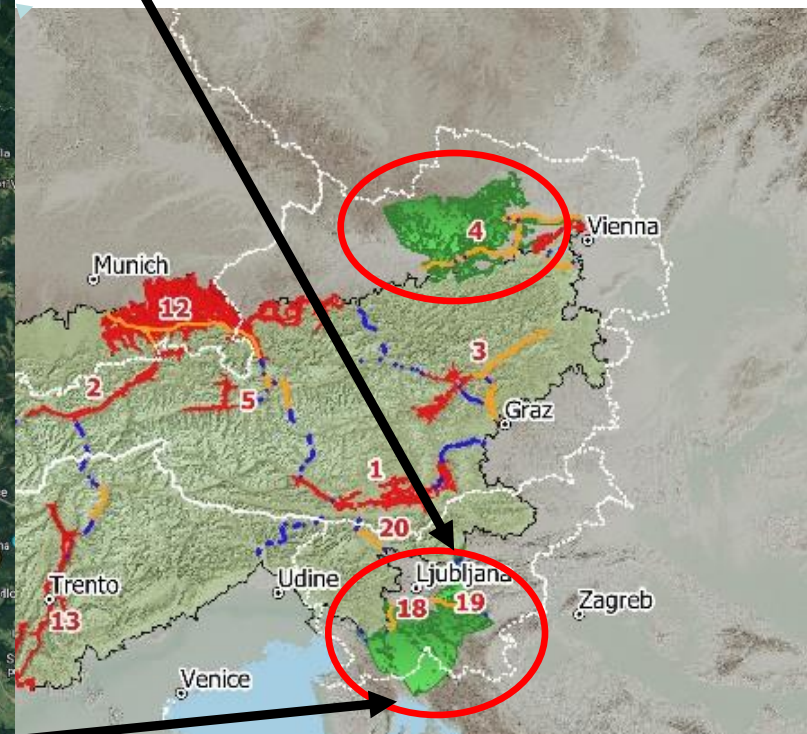 Vienna
4
Munich
12
3
2
5
Graz
1
20
Trento
Udine
Ljubljana
18
19
Zagreb
13
Venice